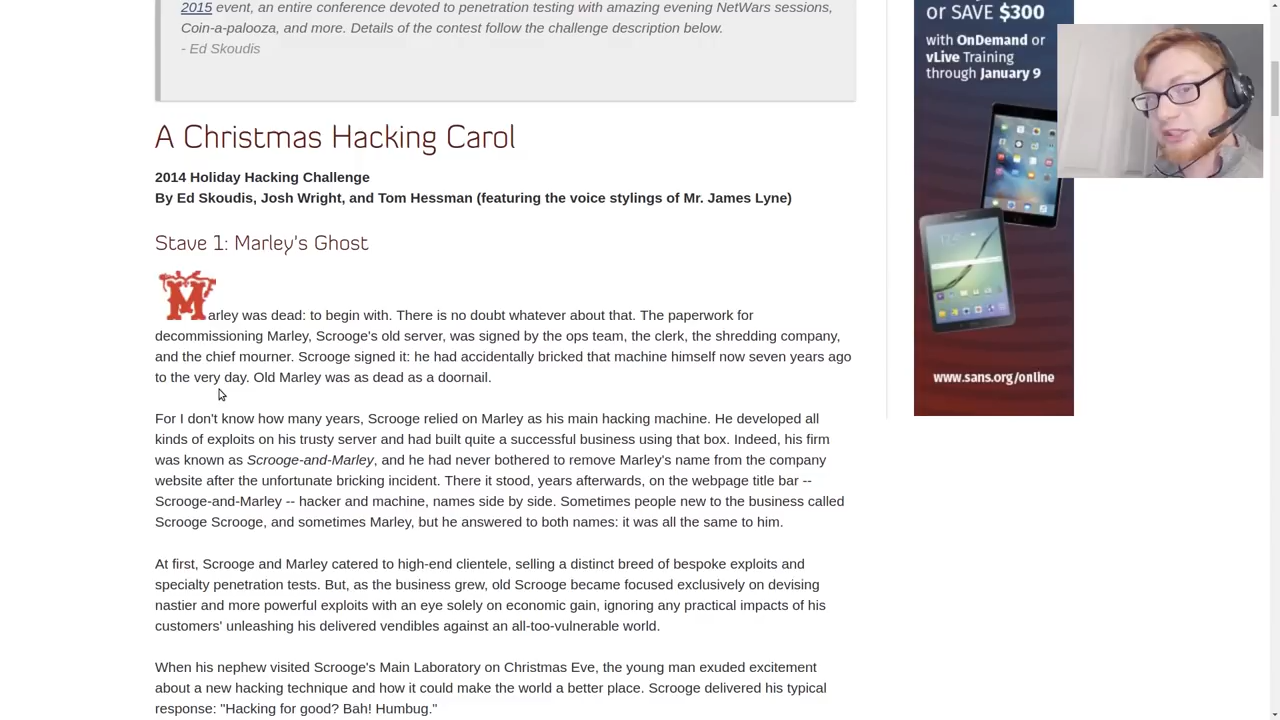 2015 event, an entire conference devoted to penetration testing with amazing evening NetWars sessions,
Coin-a-palooza, and more. Details of the contest follow the challenge description below.
- Ed Skoudis
A Christmas Hacking Carol
2014 Holiday Hacking Challenge
By Ed Skoudis, Josh Wright, and Tom Hessman (featuring the voice stylings of Mr. James Lyne)
Stave 1: Marley's Ghost
Marley was dead: to begin with. There is no doubt whatever about that. The paperwork for
decommissioning Marley, Scrooge's old server, was signed by the ops team, the clerk, the shredding company,
and the chief mourner. Scrooge signed it: he had accidentally bricked that machine himself now seven years ago
to the very day. Old Marley was as dead as a doornail.
For I don't know how many years, Scrooge relied on Marley as his main hacking machine. He developed all
kinds of exploits on his trusty server and had built quite a successful business using that box. Indeed, his firm
was known as Scrooge-and-Marley, and he had never bothered to remove Marley's name from the company
website after the unfortunate bricking incident. There it stood, years afterwards, on the webpage title bar --
Scrooge-and-Marley -- hacker and machine, names side by side. Sometimes people new to the business called
Scrooge Scrooge, and sometimes Marley, but he answered to both names: it was all the same to him.
At first, Scrooge and Marley catered to high-end clientele, selling a distinct breed of bespoke exploits and
specialty penetration tests. But, as the business grew, old Scrooge became focused exclusively on devising
nastier and more powerful exploits with an eye solely on economic gain, ignoring any practical impacts of his
customers' unleashing his delivered vendibles against an all-too-vulnerable world.
When his nephew visited Scrooge's Main Laboratory on Christmas Eve, the young man exuded excitement
about a new hacking technique and how it could make the world a better place. Scrooge delivered his typical
response: "Hacking for good? Bah! Humbug."
or SAVE $300
with OnDemand or
vLive Training
through January 9
www.sans.org/online